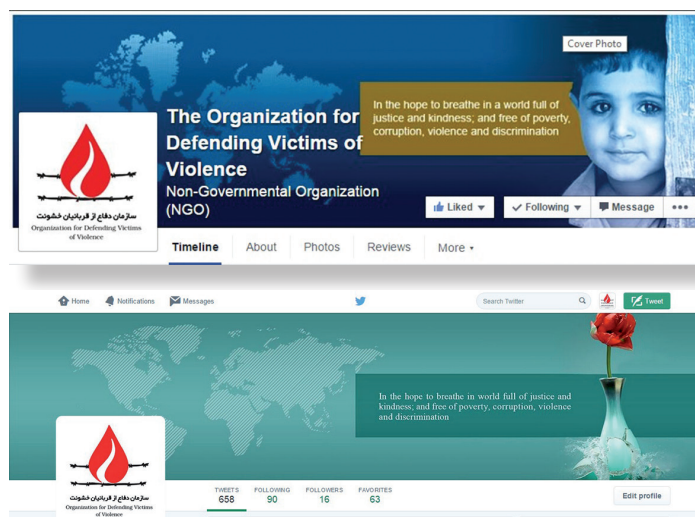 Cover Photo
The Organization for
Defending Victims of
Violence
Non-Governmental Organization
(NGO)
In the hope to breathe in a world full of
justice and kindness; and free of poverty,
corruption, violence and discrimination
سازمان دفاع از قربانیان خشونت
Organization for Defending Victims
of Violence
Liked
Following
Message
Timeline
About
Photos
Reviews
More
Home
Notifications
Messages
Search Twitter
Tweet
In the hope to breathe in world full of justice and
kindness; and free of poverty, corruption, violence
and discrimination
سازمان دفاع از قربانیان خشونت
Organization for Defending Victims
of Violence
TWEETS FOLLOWING FOLLOWERS FAVORITES
658 90 16 63
Edit profile